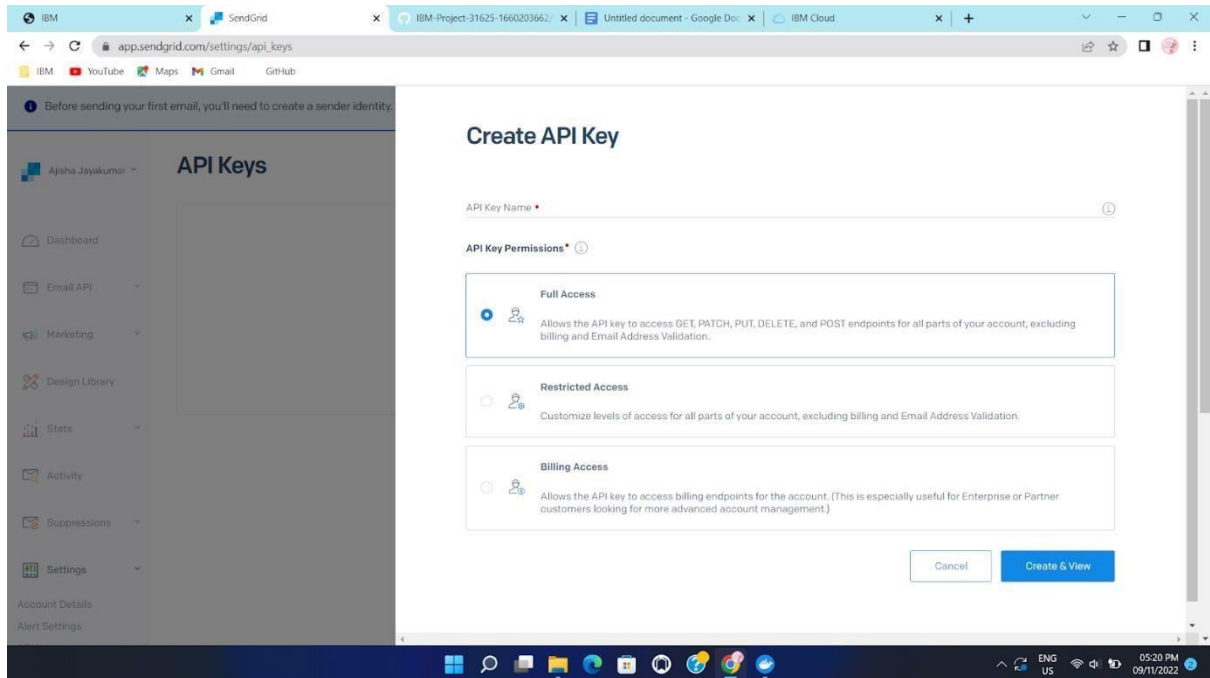 IBM
SendGrid
IBM-Project-31625-1660203662/
Untitled document - Google Doc
IBM Cloud
app.sendgrid.com/settings/api_keys
IBM
YouTube
Maps
Gmail
GitHub
Before sending your first email, you'll need to create a sender identity.
Ajisha Jayakumar
API Keys
Dashboard
Email API
Marketing
Design Library
Stats
Activity
Suppressions
Settings
Account Details
Alert Settings
Create API Key
API Key Name •
API Key Permissions•
Full Access
Allows the API key to access GET, PATCH, PUT, DELETE, and POST endpoints for all parts of your account, excluding
billing and Email Address Validation.
Restricted Access
Customize levels of access for all parts of your account, excluding billing and Email Address Validation.
Billing Access
Allows the API key to access billing endpoints for the account. (This is especially useful for Enterprise or Partner
customers looking for more advanced account management.)
Cancel
Create & View
ENG
US
05:20 PM
09/11/2022
2